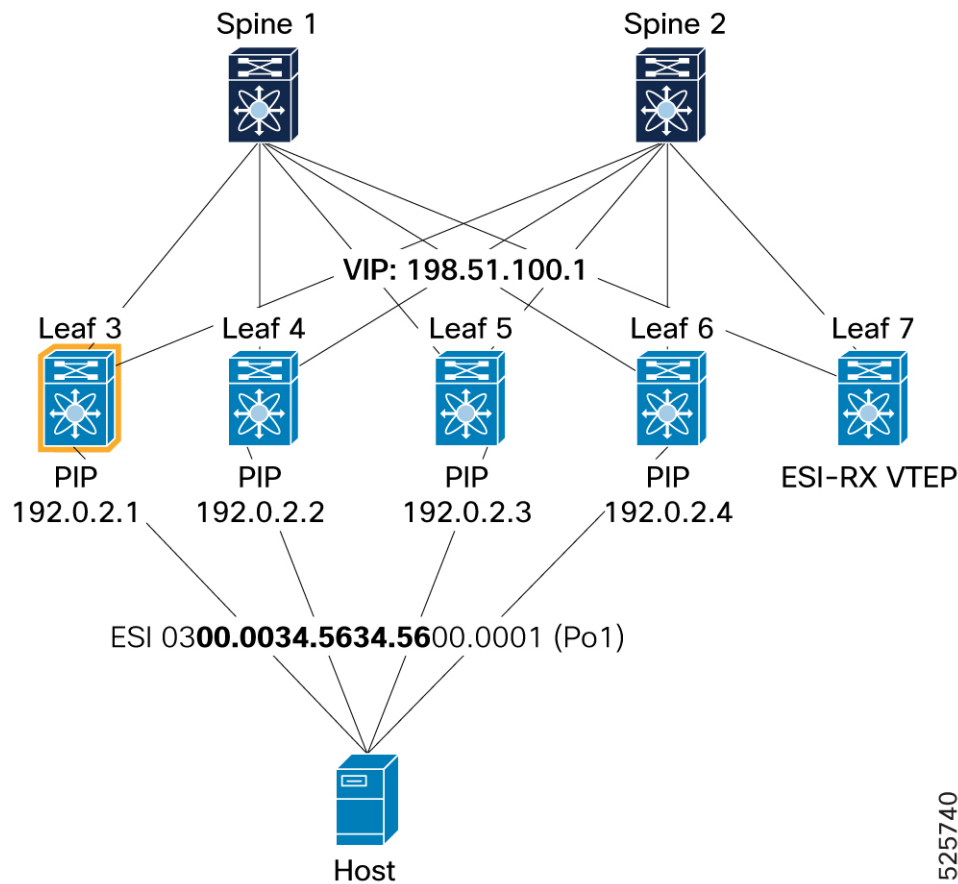 Spine 1
Spine 2
VIP: 198.51.100.1
Leaf 3
Leaf 4
Leaf 5
Leaf 6
Leaf 7
PIP
192.0.2.1
PIP
192.0.2.2
PIP
192.0.2.3
PIP
192.0.2.4
ESI-RX VTEP
ESI 0300.0034.5634.5600.0001 (Po1)
Host
525740